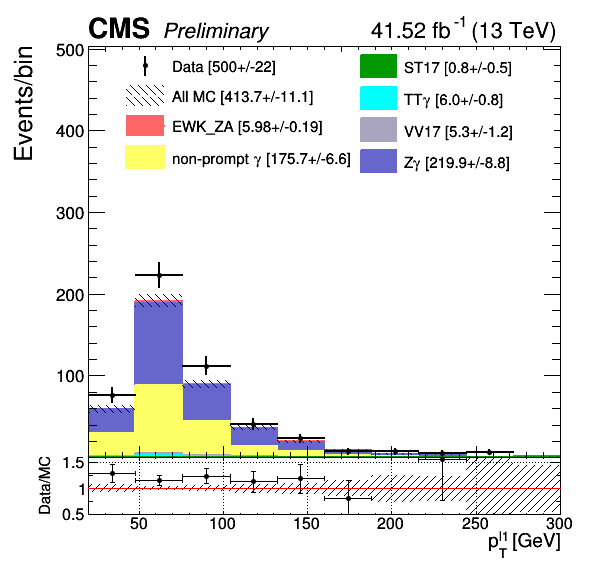 CMS Preliminary 41.52 fb⁻¹ (13 TeV)
Events/bin
500
400
300
200
100
Data [500+/-22]
All MC [413.7+/-11.1]
EWK_ZA [5.98+/-0.19]
non-prompt γ [175.7+/-6.6]
ST17 [0.8+/-0.5]
TTγ [6.0+/-0.8]
VV17 [5.3+/-1.2]
Zγ [219.9+/-8.8]
Data/MC
1.5
1
0.5
50 100 150 200 250 300
p_T^l1 [GeV]